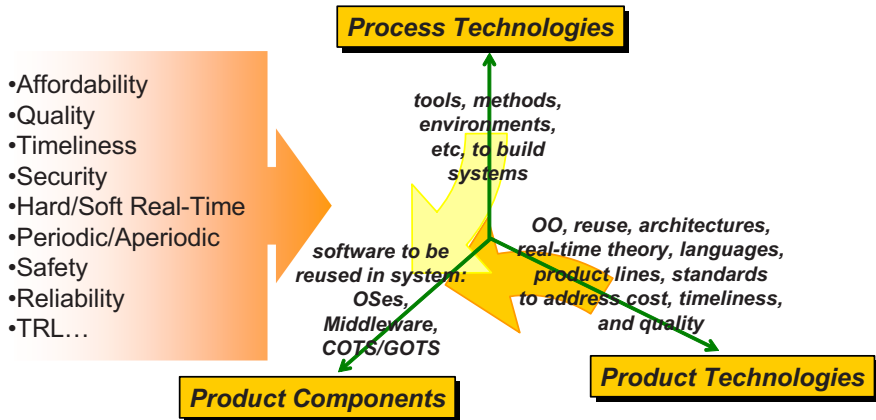 Process Technologies
•Affordability
•Quality
•Timeliness
•Security
•Hard/Soft Real-Time
•Periodic/Aperiodic
•Safety
•Reliability
•TRL…
tools, methods,
environments,
etc, to build
systems
software to be
reused in system:
OSes,
Middleware,
COTS/GOTS
OO, reuse, architectures,
real-time theory, languages,
product lines, standards
to address cost, timeliness,
and quality
Product Components
Product Technologies